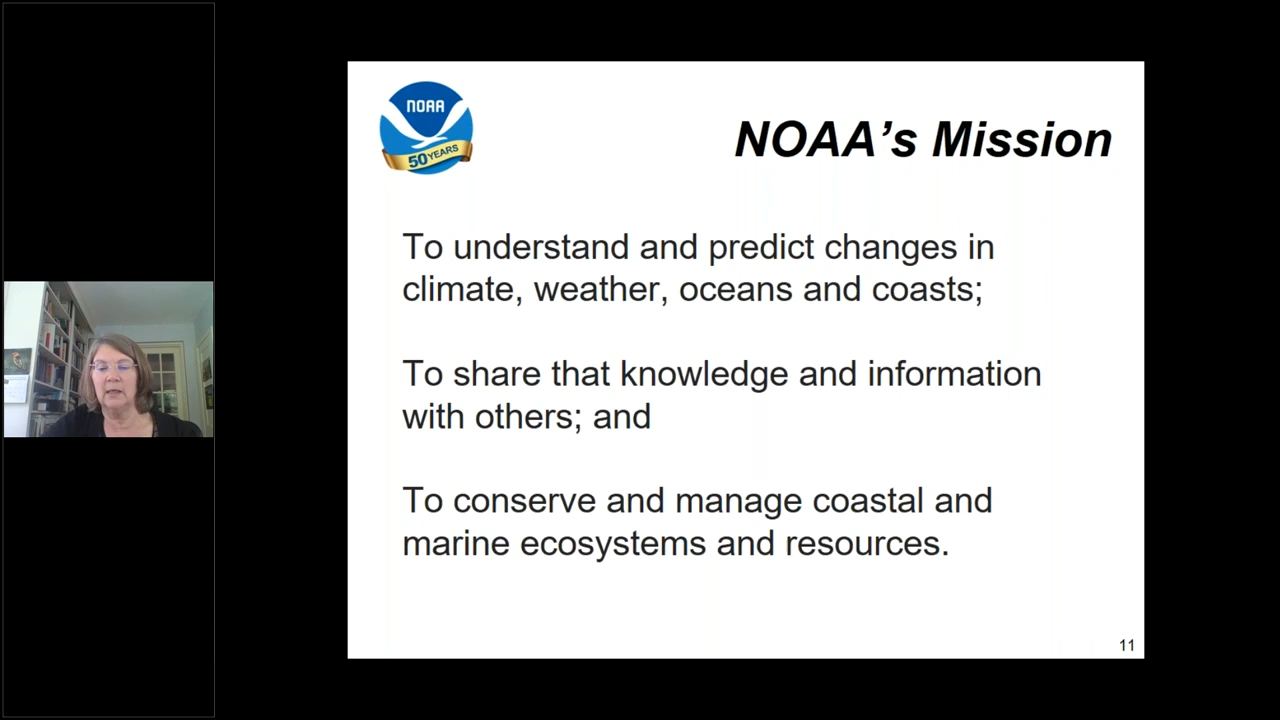 NOAA
50 YEARS
NOAA's Mission
To understand and predict changes in
climate, weather, oceans and coasts;
To share that knowledge and information
with others; and
To conserve and manage coastal and
marine ecosystems and resources.
11